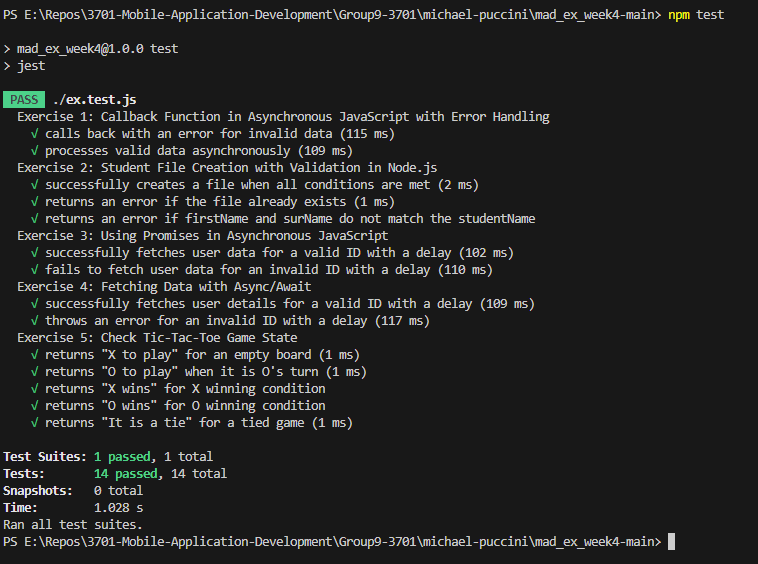 PS E:\Repos\3701-Mobile-Application-Development\Group9-3701\michael-puccini\mad_ex_week4-main> npm test
> mad_ex_week4@1.0.0 test
> jest
PASS ./ex.test.js
Exercise 1: Callback Function in Asynchronous JavaScript with Error Handling
√ calls back with an error for invalid data (115 ms)
√ processes valid data asynchronously (109 ms)
Exercise 2: Student File Creation with Validation in Node.js
√ successfully creates a file when all conditions are met (2 ms)
√ returns an error if the file already exists (1 ms)
√ returns an error if firstName and surName do not match the studentName
Exercise 3: Using Promises in Asynchronous JavaScript
√ successfully fetches user data for a valid ID with a delay (102 ms)
√ fails to fetch user data for an invalid ID with a delay (110 ms)
Exercise 4: Fetching Data with Async/Await
√ successfully fetches user details for a valid ID with a delay (109 ms)
√ throws an error for an invalid ID with a delay (117 ms)
Exercise 5: Check Tic-Tac-Toe Game State
√ returns "X to play" for an empty board (1 ms)
√ returns "O to play" when it is O's turn (1 ms)
√ returns "X wins" for X winning condition
√ returns "O wins" for O winning condition
√ returns "It is a tie" for a tied game (1 ms)
Test Suites: 1 passed, 1 total
Tests: 14 passed, 14 total
Snapshots: 0 total
Time: 1.028 s
Ran all test suites.
PS E:\Repos\3701-Mobile-Application-Development\Group9-3701\michael-puccini\mad_ex_week4-main>